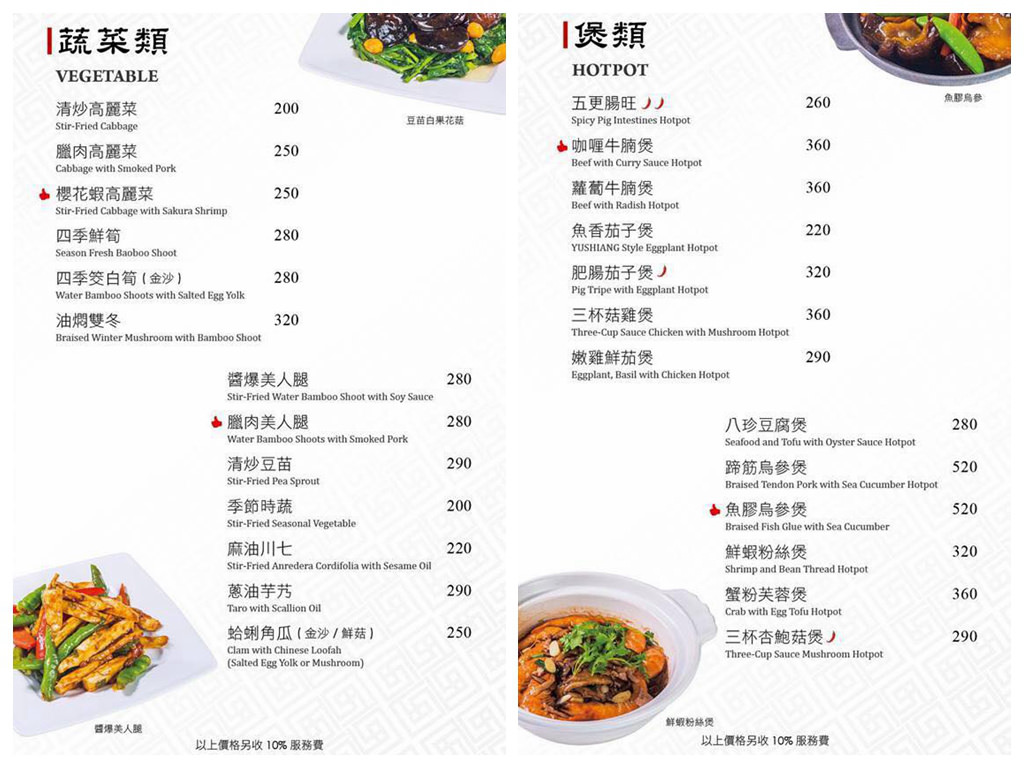 蔬菜類
VEGETABLE
豆苗白果花菇
清炒高麗菜 200
Stir-Fried Cabbage
臘肉高麗菜 250
Cabbage with Smoked Pork
櫻花蝦高麗菜 250
Stir-Fried Cabbage with Sakura Shrimp
四季鮮筍 280
Season Fresh Baoboo Shoot
四季筊白筍 ( 金沙 ) 280
Water Bamboo Shoots with Salted Egg Yolk
油燜雙冬 320
Braised Winter Mushroom with Bamboo Shoot
醬爆美人腿 280
Stir-Fried Water Bamboo Shoot with Soy Sauce
臘肉美人腿 280
Water Bamboo Shoots with Smoked Pork
清炒豆苗 290
Stir-Fried Pea Sprout
季節時蔬 200
Stir-Fried Seasonal Vegetable
麻油川七 220
Stir-Fried Anredera Cordifolia with Sesame Oil
蔥油芋艿 290
Taro with Scallion Oil
蛤蜊角瓜 ( 金沙 / 鮮菇 ) 250
Clam with Chinese Loofah
(Salted Egg Yolk or Mushroom)
醬爆美人腿
以上價格另收 10% 服務費
煲類
HOTPOT
魚膠烏參
五更腸旺 260
Spicy Pig Intestines Hotpot
咖喱牛腩煲 360
Beef with Curry Sauce Hotpot
蘿蔔牛腩煲 360
Beef with Radish Hotpot
魚香茄子煲 220
YUSHIANG Style Eggplant Hotpot
肥腸茄子煲 320
Pig Tripe with Eggplant Hotpot
三杯菇雞煲 360
Three-Cup Sauce Chicken with Mushroom Hotpot
嫩雞鮮茄煲 290
Eggplant, Basil with Chicken Hotpot
八珍豆腐煲 280
Seafood and Tofu with Oyster Sauce Hotpot
蹄筋烏參煲 520
Braised Tendon Pork with Sea Cucumber Hotpot
魚膠烏參煲 520
Braised Fish Glue with Sea Cucumber
鮮蝦粉絲煲 320
Shrimp and Bean Thread Hotpot
蟹粉芙蓉煲 360
Crab with Egg Tofu Hotpot
三杯杏鮑菇煲 290
Three-Cup Sauce Mushroom Hotpot
鮮蝦粉絲煲
以上價格另收 10% 服務費